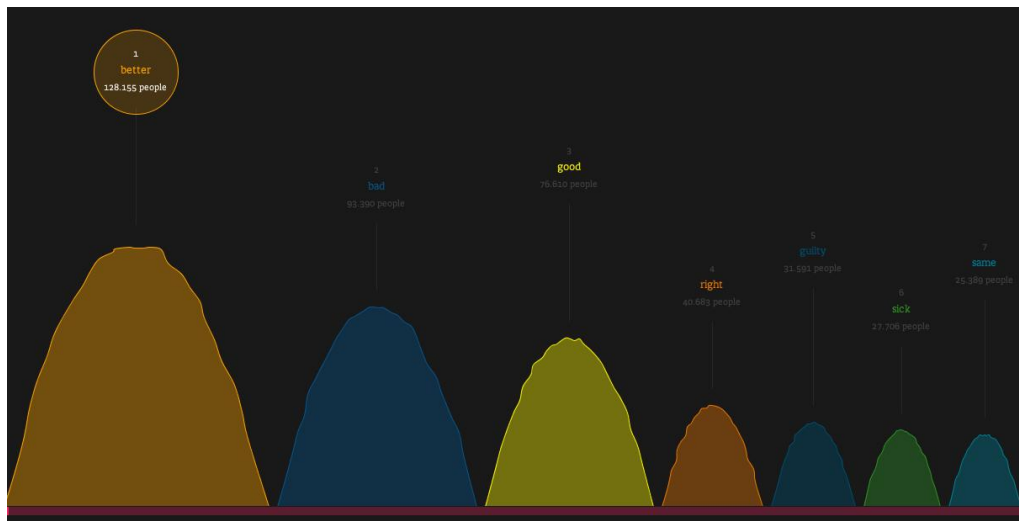 1
better
128.155 people
2
bad
93.390 people
3
good
76.610 people
4
right
40.683 people
5
guilty
31.591 people
6
sick
27.706 people
7
same
25.389 people